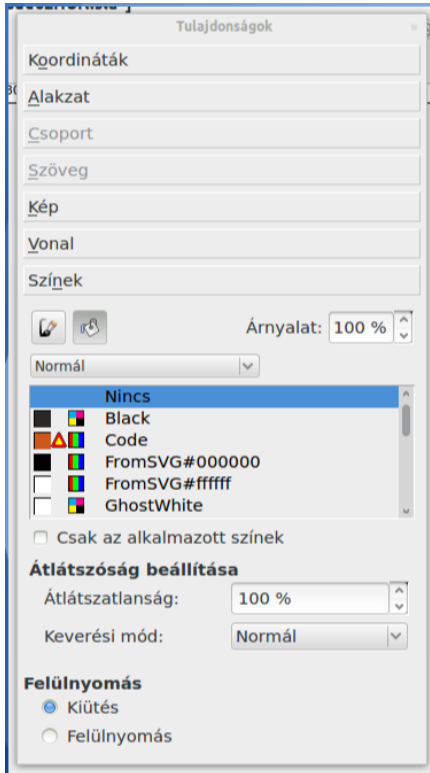 Tulajdonságok
Koordináták
Alakzat
Csoport
Szöveg
Kép
Vonal
Színek
Árnyalat: 100 %
Normál
Nincs
Black
Code
FromSVG#000000
FromSVG#ffffff
GhostWhite
Csak az alkalmazott színek
Átlátszóság beállítása
Átlátszatlanság: 100 %
Keverési mód: Normál
Felülnyomás
Kiütés
Felülnyomás